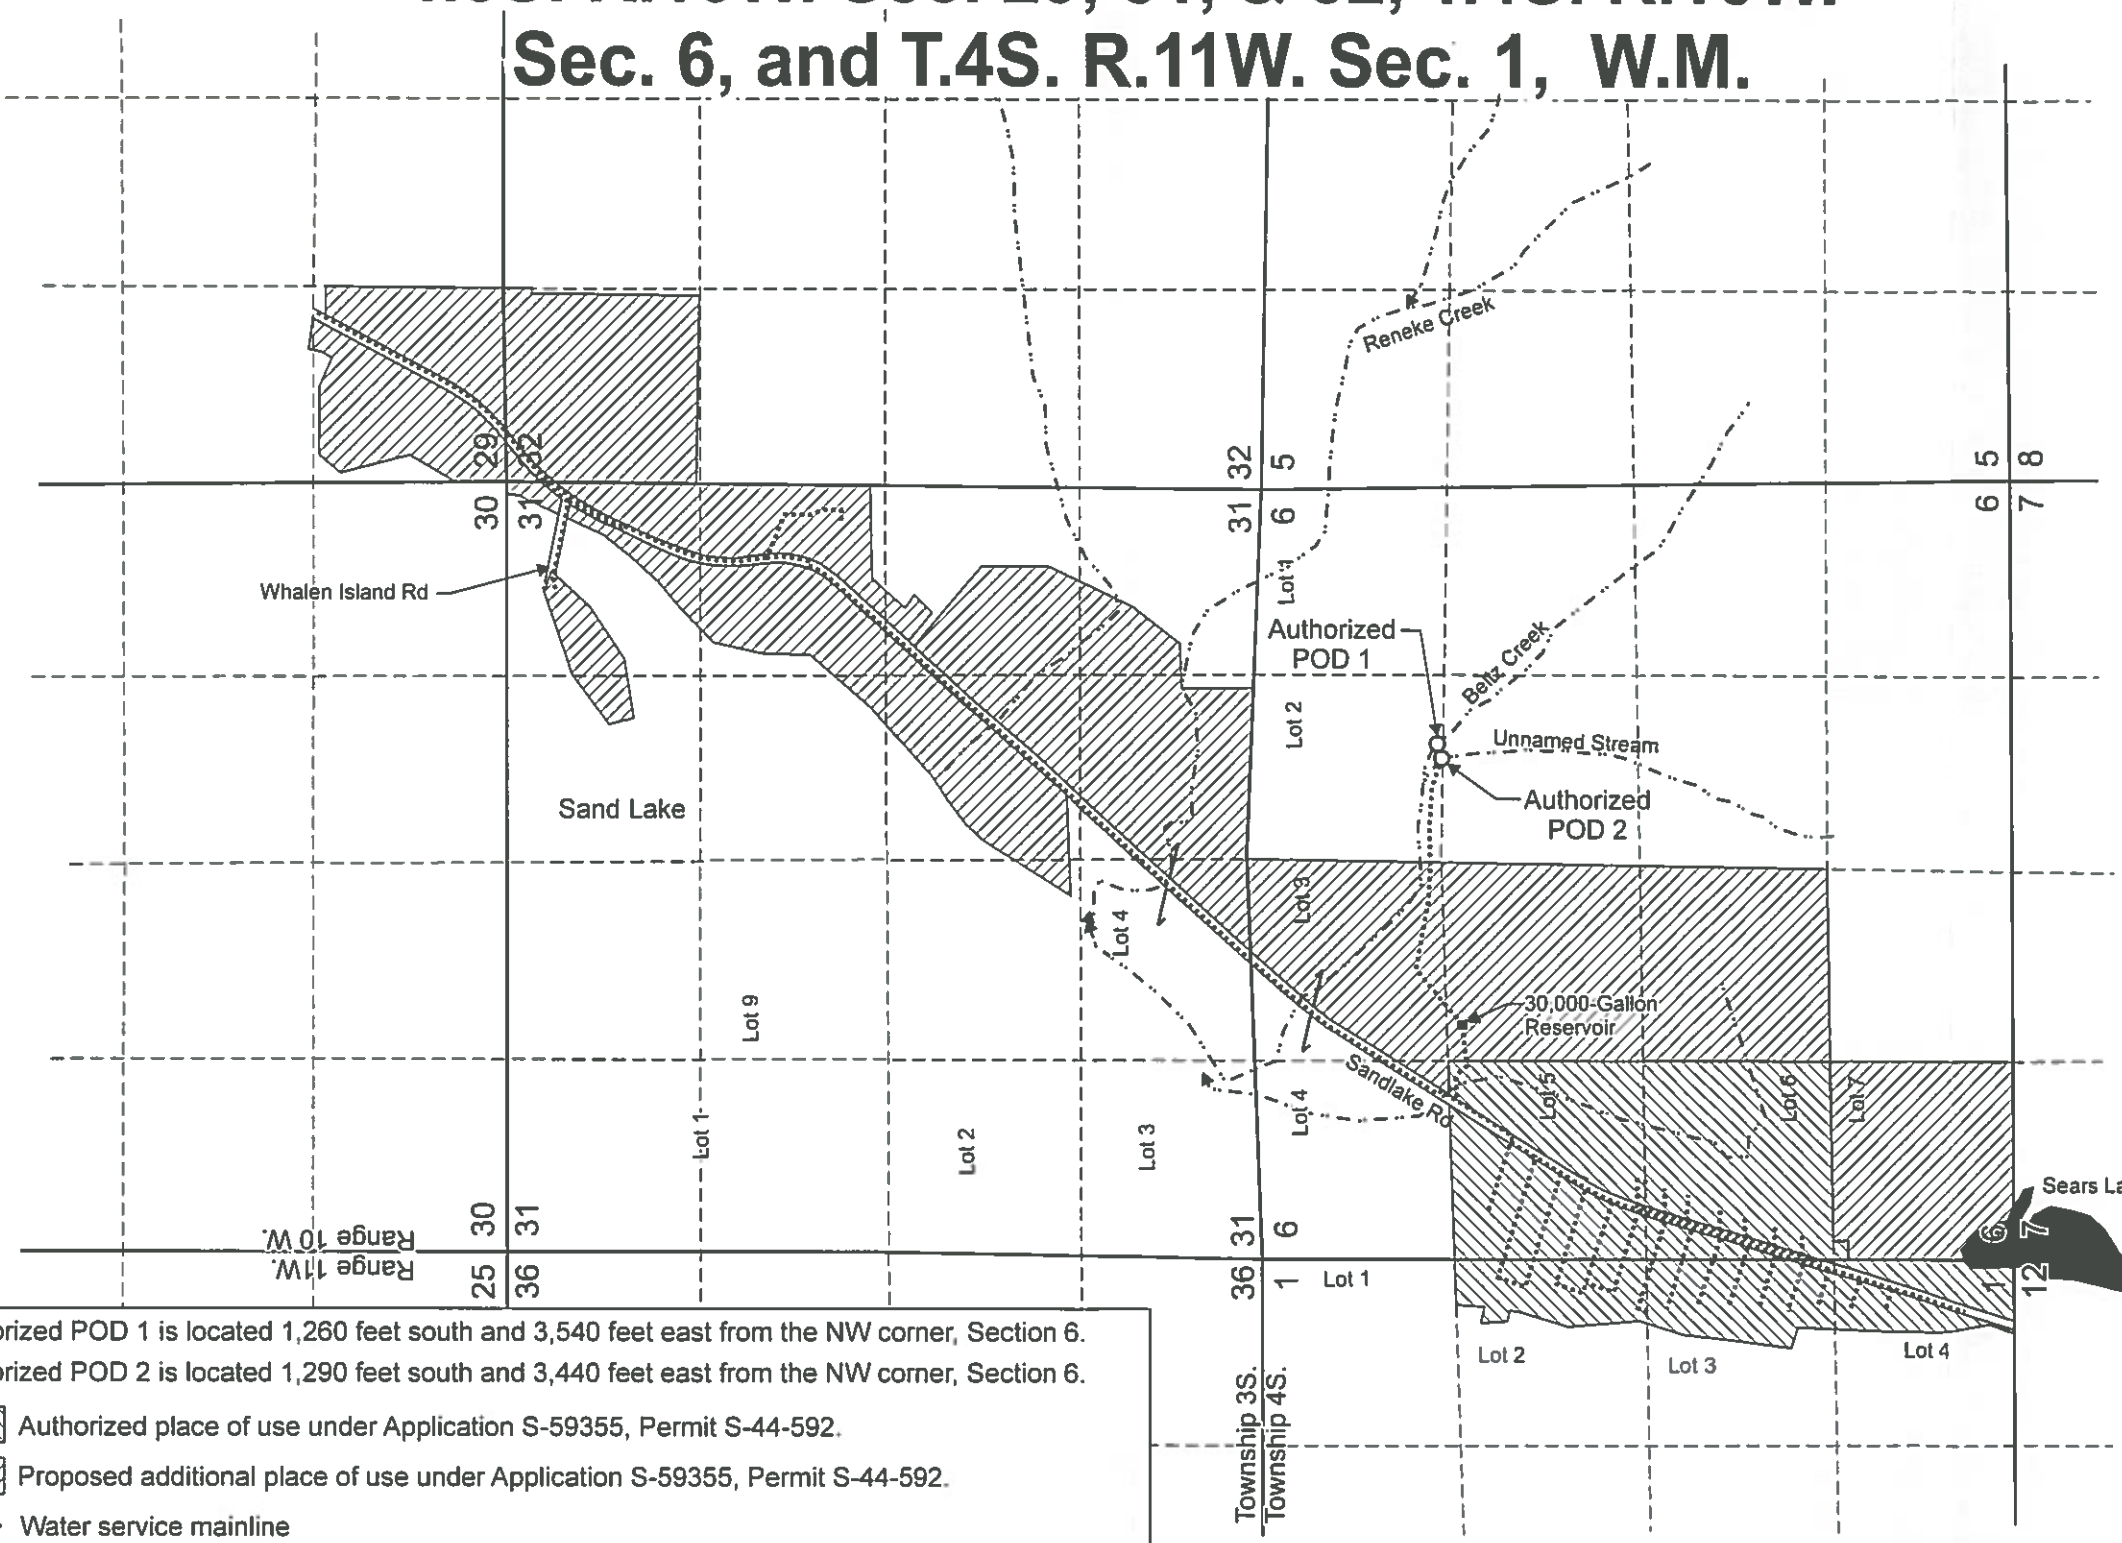 Sec. 6, and T.4S. R.11W. Sec. 1, W.M.
Reneke Creek
29
32
30
31
32
5
31
6
5
8
6
7
Whalen Island Rd
Lot 1
Authorized
POD 1
Beltz Creek
Lot 2
Unnamed Stream
Authorized
POD 2
Sand Lake
Lot 3
Lot 4
Lot 9
30,000-Gallon
Reservoir
Sandlake Rd
Lot 4
Lot 5
Lot 6
Lot 7
Lot 1
Lot 2
Lot 3
Sears
Range 10 W.
Range 11W.
30
31
25
36
31
6
36
1
6
7
1
12
Lot 1
Lot 2
Lot 3
Lot 4
Township 3S.
Township 4S.
POD 1 is located 1,260 feet south and 3,540 feet east from the NW corner, Section 6.
POD 2 is located 1,290 feet south and 3,440 feet east from the NW corner, Section 6.
Authorized place of use under Application S-59355, Permit S-44-592.
Proposed additional place of use under Application S-59355, Permit S-44-592.
Water service mainline